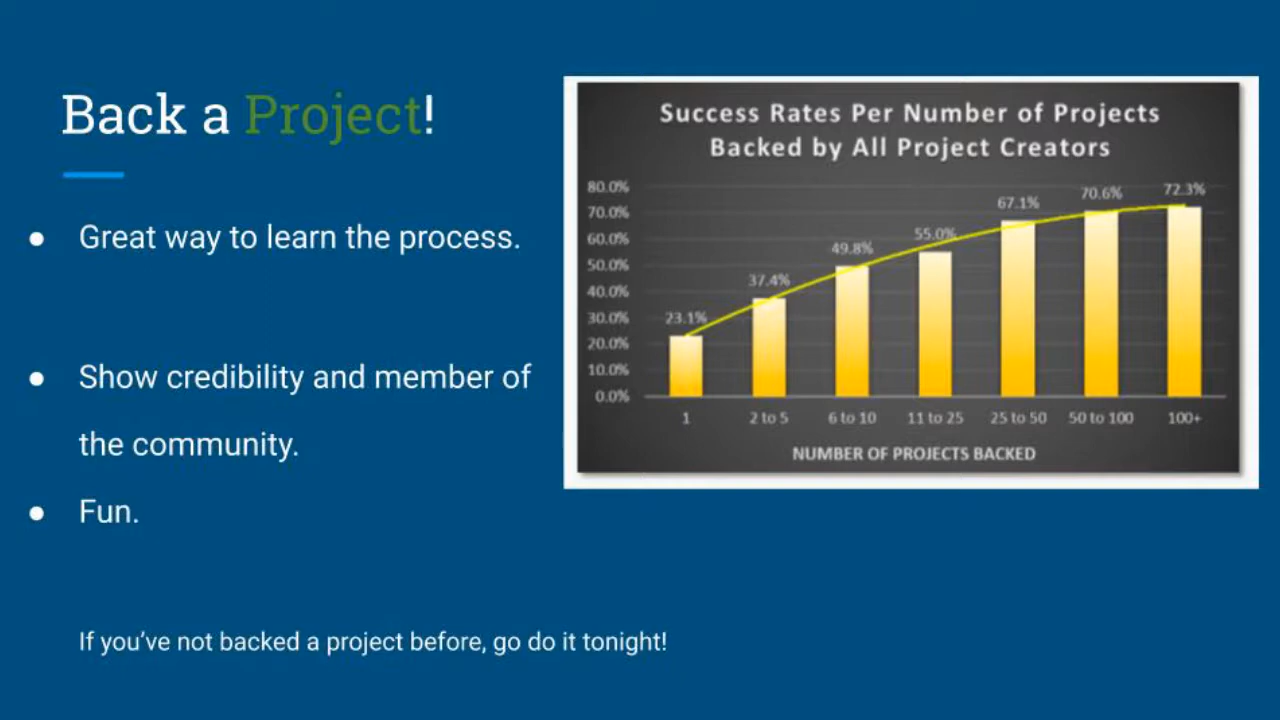 Back a Project!
● Great way to learn the process.
● Show credibility and member of
the community.
● Fun.
If you've not backed a project before, go do it tonight!
Success Rates Per Number of Projects
Backed by All Project Creators
80.0%
70.0%
60.0%
50.0%
40.0%
30.0%
20.0%
10.0%
0.0%
23.1%
37.4%
49.8%
55.0%
67.1%
70.6%
72.3%
1
2 to 5
6 to 10
11 to 25
25 to 50
50 to 100
100+
NUMBER OF PROJECTS BACKED